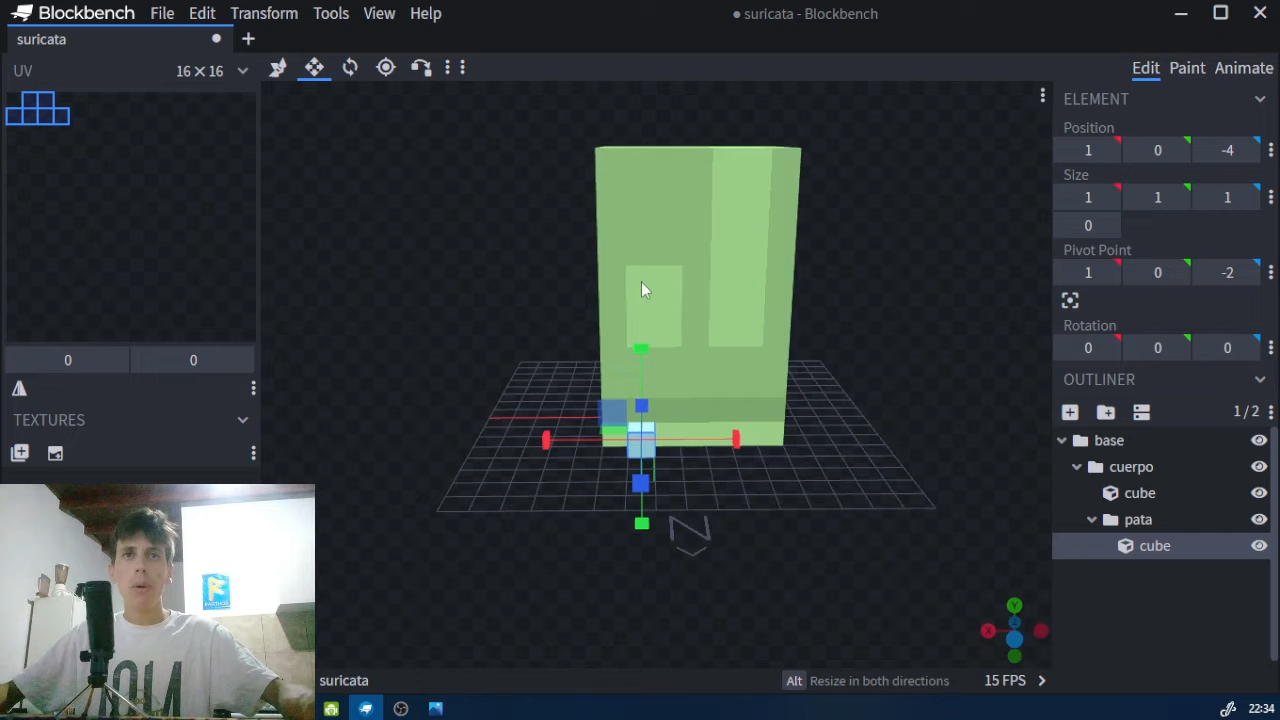 Blockbench File Edit Transform Tools View Help
suricata - Blockbench
suricata
UV 16×16
Edit Paint Animate
ELEMENT
Position
1 0 -4
Size
1 1 1
0
Pivot Point
1 0 -2
Rotation
0 0 0
OUTLINER
1 / 2
base
cuerpo
cube
pata
cube
0 0
TEXTURES
N
Y
X
Z
suricata
Alt Resize in both directions 15 FPS
22:34